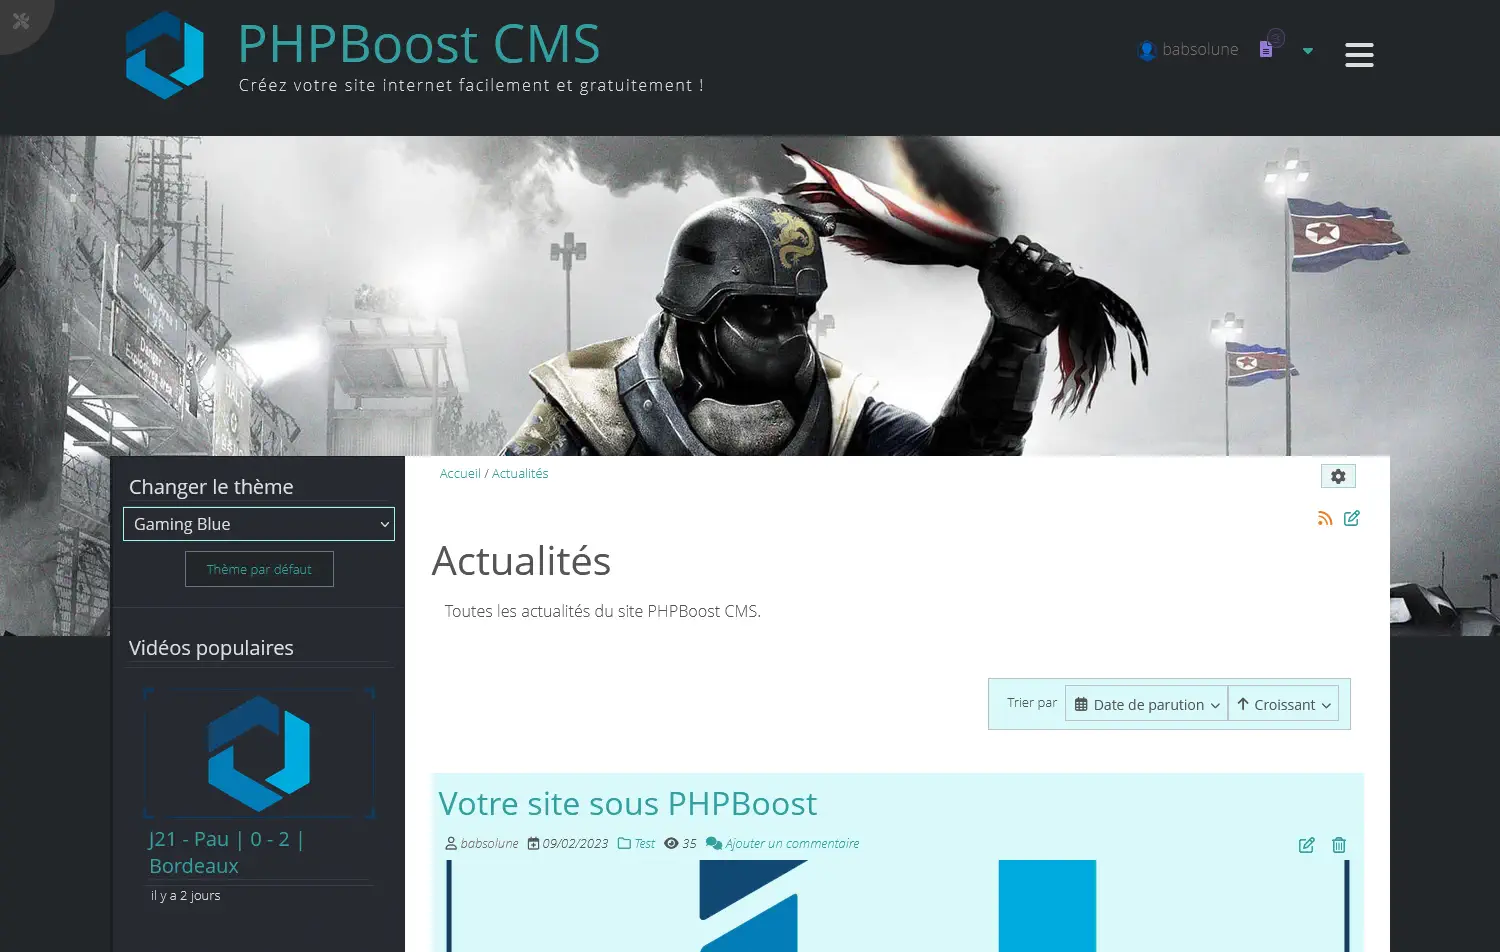 PHPBoost CMS
Créez votre site internet facilement et gratuitement !
babsolune
HALT
Changer le thème
Gaming Blue
Thème par défaut
Vidéos populaires
J21 - Pau | 0 - 2 |
Bordeaux
il y a 2 jours
Accueil / Actualités
Actualités
Toutes les actualités du site PHPBoost CMS.
Trier par Date de parution Croissant
Votre site sous PHPBoost
babsolune 09/02/2023 Test 35 Ajouter un commentaire